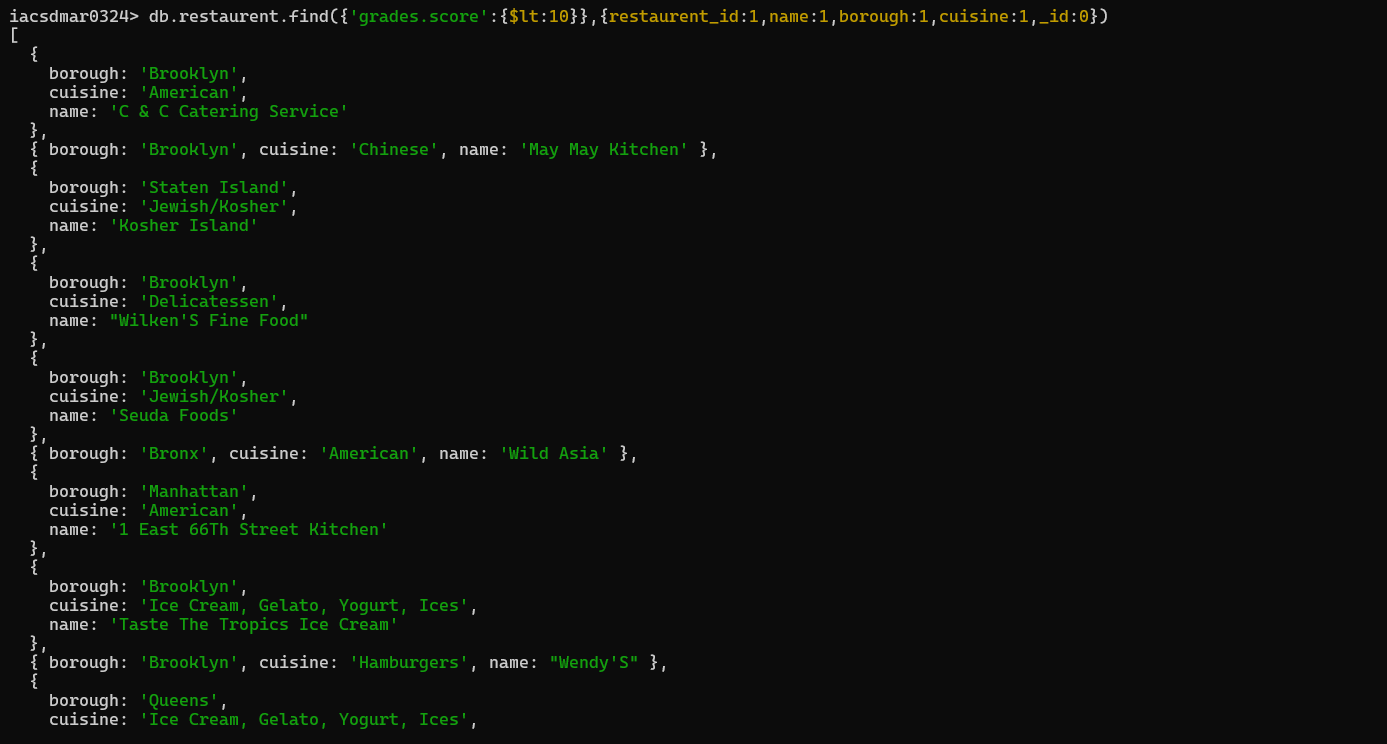 iacsdmar0324> db.restaurent.find({'grades.score':{$lt:10}},{restaurent_id:1,name:1,borough:1,cuisine:1,_id:0})
[
  {
    borough: 'Brooklyn',
    cuisine: 'American',
    name: 'C & C Catering Service'
  },
  { borough: 'Brooklyn', cuisine: 'Chinese', name: 'May May Kitchen' },
  {
    borough: 'Staten Island',
    cuisine: 'Jewish/Kosher',
    name: 'Kosher Island'
  },
  {
    borough: 'Brooklyn',
    cuisine: 'Delicatessen',
    name: "Wilken'S Fine Food"
  },
  {
    borough: 'Brooklyn',
    cuisine: 'Jewish/Kosher',
    name: 'Seuda Foods'
  },
  { borough: 'Bronx', cuisine: 'American', name: 'Wild Asia' },
  {
    borough: 'Manhattan',
    cuisine: 'American',
    name: '1 East 66Th Street Kitchen'
  },
  {
    borough: 'Brooklyn',
    cuisine: 'Ice Cream, Gelato, Yogurt, Ices',
    name: 'Taste The Tropics Ice Cream'
  },
  { borough: 'Brooklyn', cuisine: 'Hamburgers', name: "Wendy'S" },
  {
    borough: 'Queens',
    cuisine: 'Ice Cream, Gelato, Yogurt, Ices',